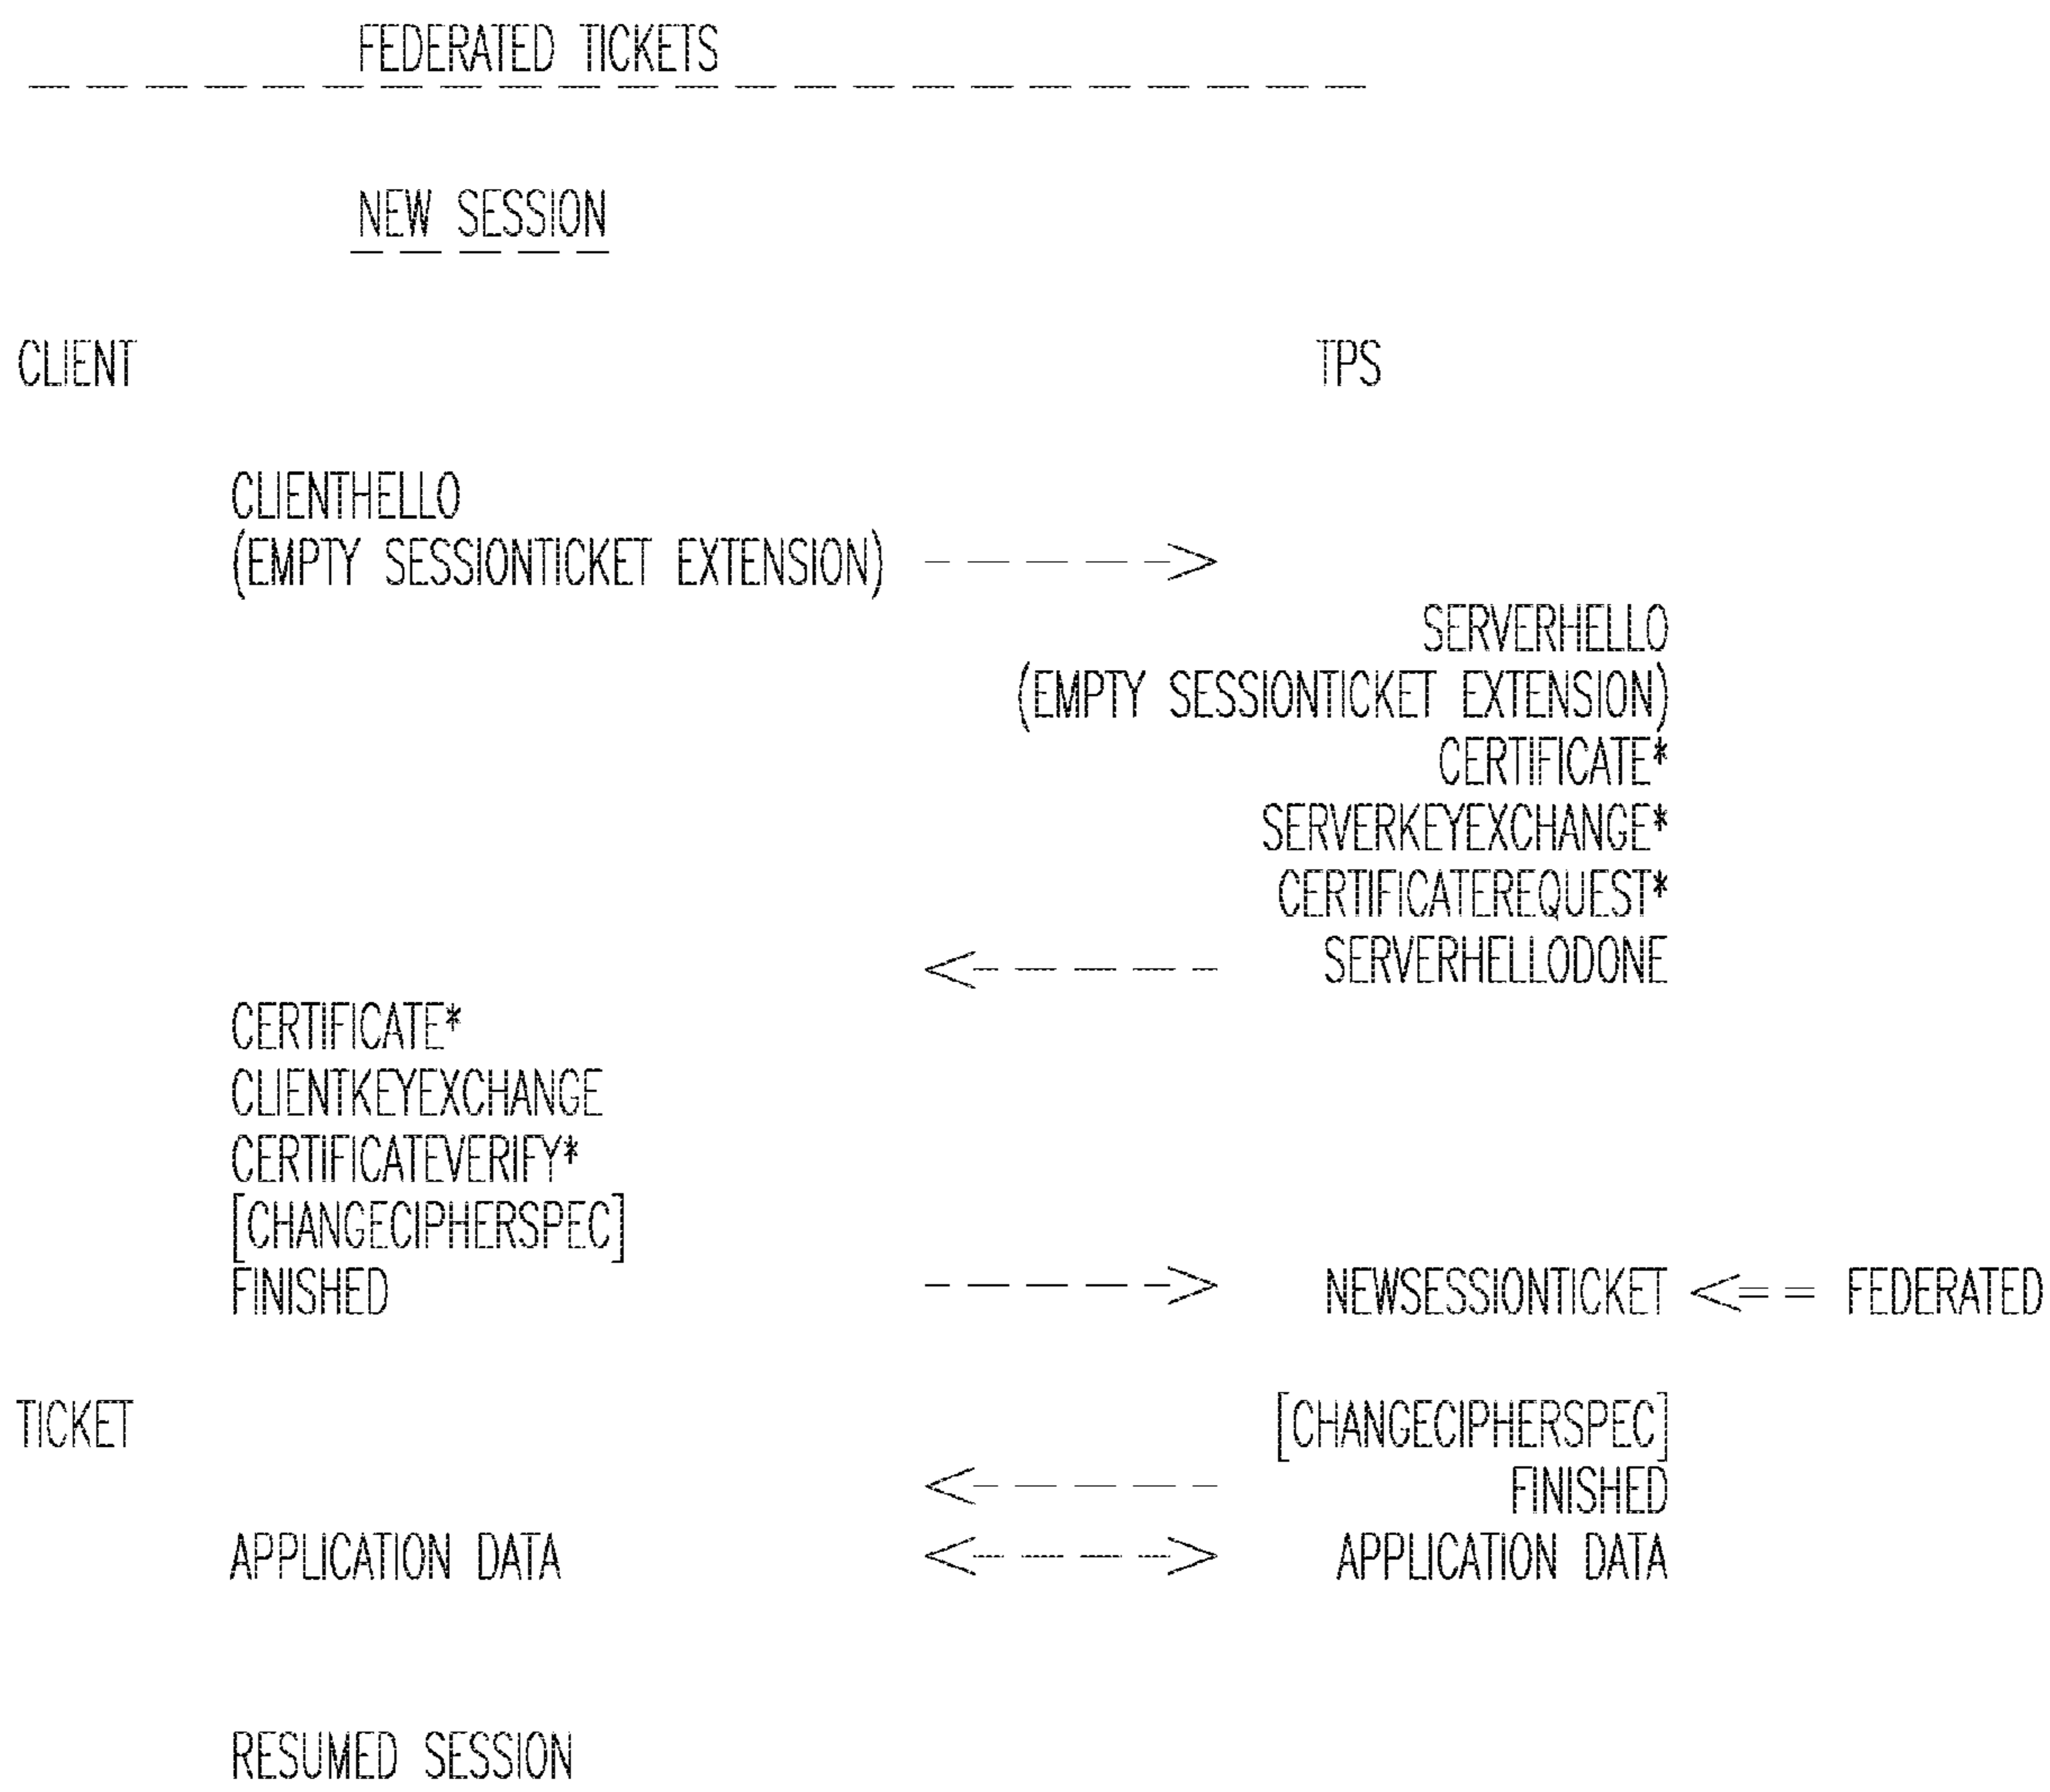 FEDERATED TICKETS
NEW SESSION
CLIENT TPS
CLIENTHELLO
(EMPTY SESSIONTICKET EXTENSION)
SERVERHELLO
(EMPTY SESSIONTICKET EXTENSION)
CERTIFICATE*
SERVERKEYEXCHANGE*
CERTIFICATEREQUEST*
SERVERHELLODONE
CERTIFICATE*
CLIENTKEYEXCHANGE
CERTIFICATEVERIFY*
[CHANGECIPHERSPEC]
FINISHED NEWSESSIONTICKET <== FEDERATED
TICKET [CHANGECIPHERSPEC]
FINISHED
APPLICATION DATA APPLICATION DATA
RESUMED SESSION